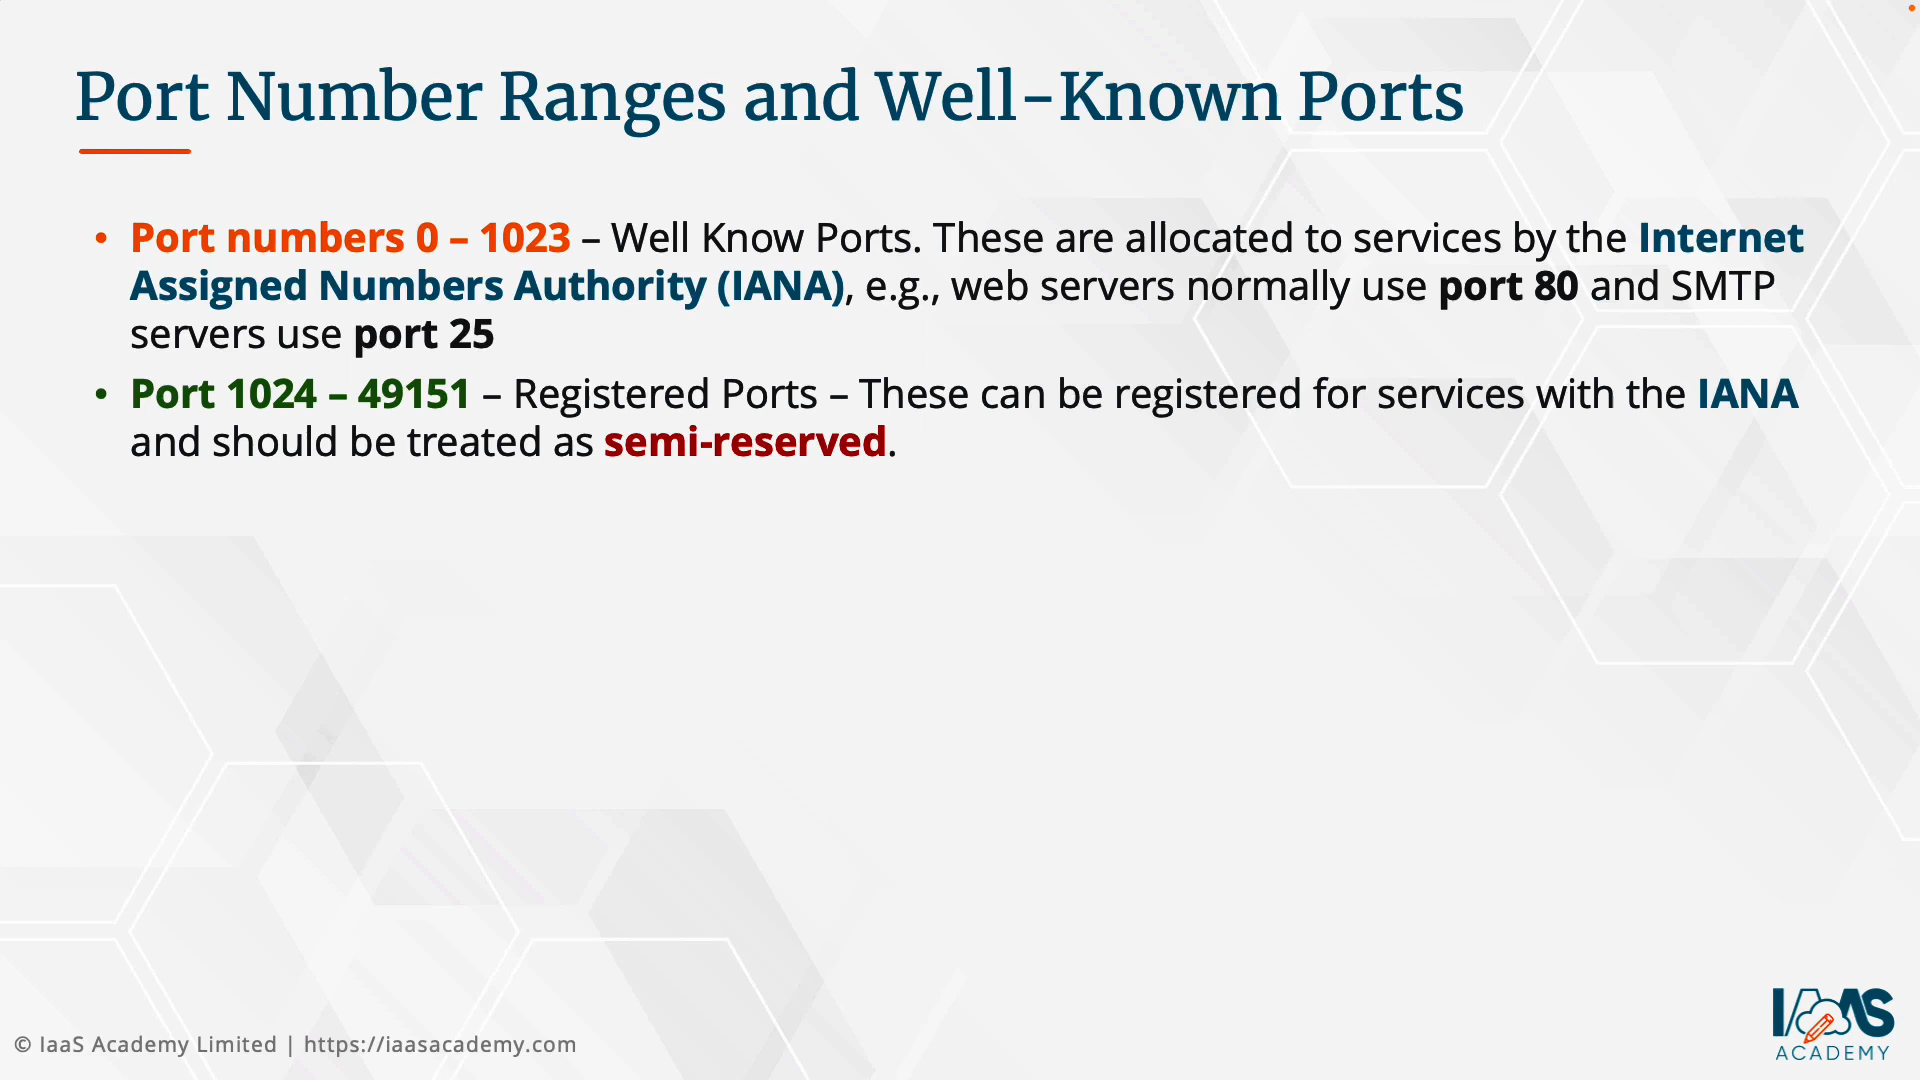 Port Number Ranges and Well-Known Ports
• Port numbers 0 – 1023 – Well Know Ports. These are allocated to services by the Internet
Assigned Numbers Authority (IANA), e.g., web servers normally use port 80 and SMTP
servers use port 25
• Port 1024 – 49151 – Registered Ports – These can be registered for services with the IANA
and should be treated as semi-reserved.
© IaaS Academy Limited | https://iaasacademy.com
IAAS
ACADEMY